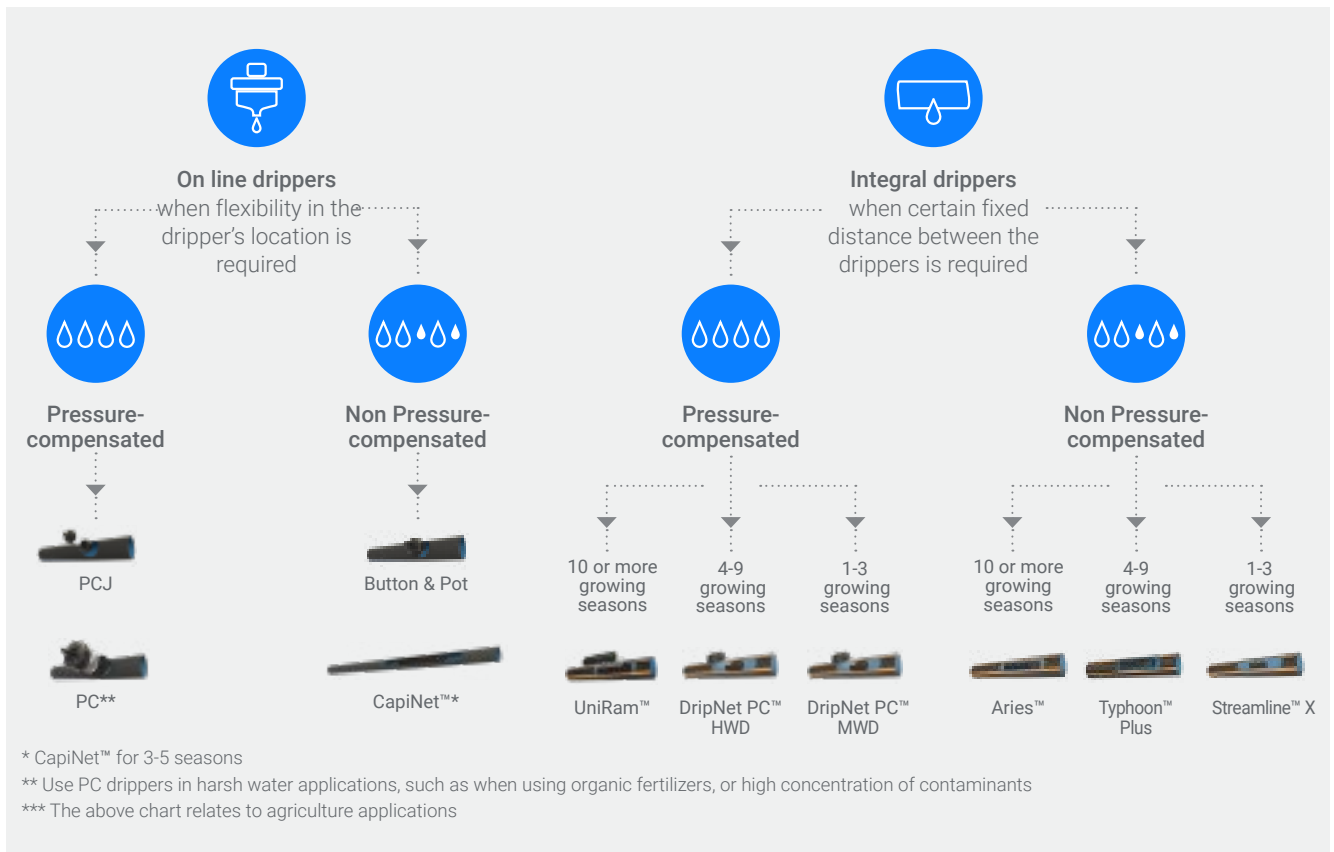 On line drippers
when flexibility in the
dripper's location is
required
Integral drippers
when certain fixed
distance between the
drippers is required
Pressure-
compensated
Non Pressure-
compensated
Pressure-
compensated
Non Pressure-
compensated
PCJ
PC**
Button & Pot
CapiNet™*
10 or more
growing
seasons
UniRam™
4-9
growing
seasons
DripNet PC™
HWD
1-3
growing
seasons
DripNet PC™
MWD
10 or more
growing
seasons
Aries™
4-9
growing
seasons
Typhoon™
Plus
1-3
growing
seasons
Streamline™ X
* CapiNet™ for 3-5 seasons
** Use PC drippers in harsh water applications, such as when using organic fertilizers, or high concentration of contaminants
*** The above chart relates to agriculture applications